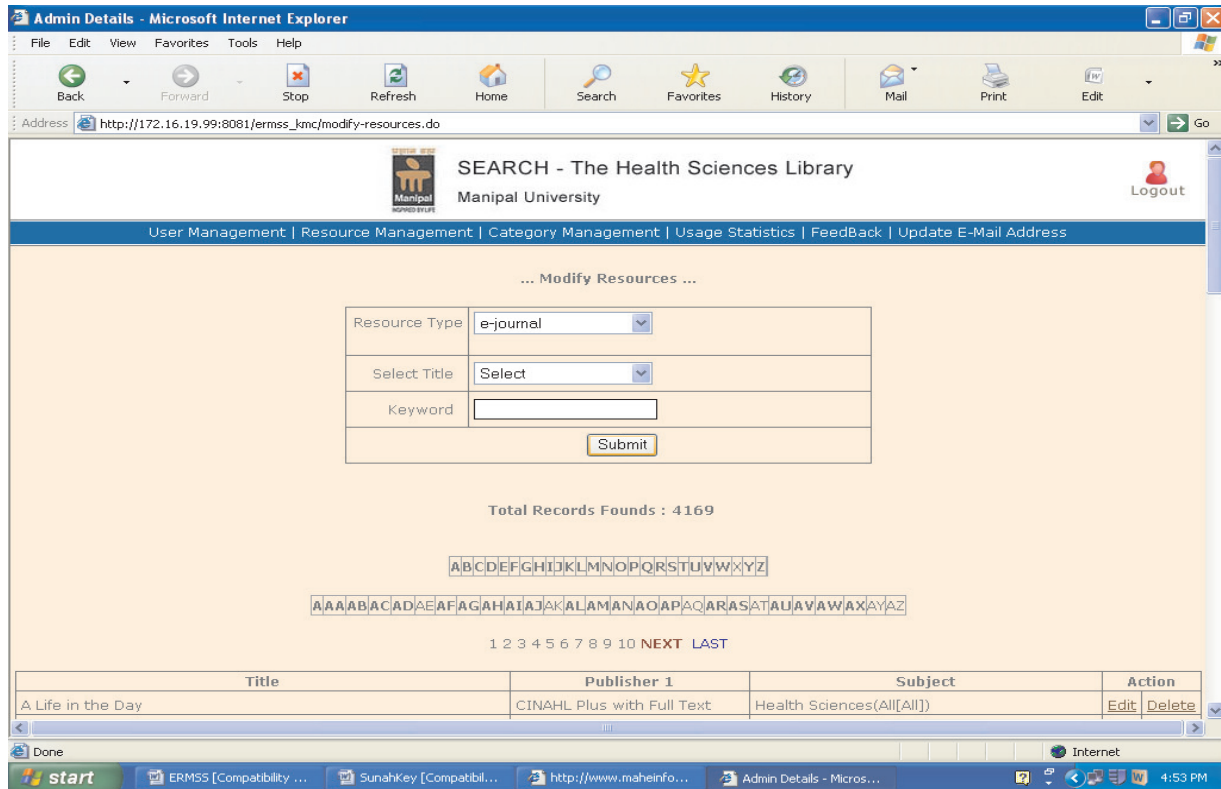 Admin Details - Microsoft Internet Explorer
File Edit View Favorites Tools Help
Back Forward Stop Refresh Home Search Favorites History Mail Print Edit
Address http://172.16.19.99:8081/ermss_kmc/modify-resources.do Go
Manipal
INSPIRED BY LIFE
SEARCH - The Health Sciences Library
Manipal University
Logout
User Management | Resource Management | Category Management | Usage Statistics | FeedBack | Update E-Mail Address
... Modify Resources ...
Resource Type e-journal
Select Title Select
Keyword
Submit
Total Records Founds : 4169
A B C D E F G H I J K L M N O P Q R S T U V W X Y Z
A AA AB AC AD AE AF AG AH AI AJ AK AL AM AN AO AP AQ AR AS AT AU AV AW AX AY AZ
1 2 3 4 5 6 7 8 9 10 NEXT LAST
Title Publisher 1 Subject Action
A Life in the Day CINAHL Plus with Full Text Health Sciences(All[All]) Edit Delete
Done Internet
start ERMSS [Compatibility ... SunahKey [Compatibil... http://www.maheinfo... Admin Details - Micros... 4:53 PM